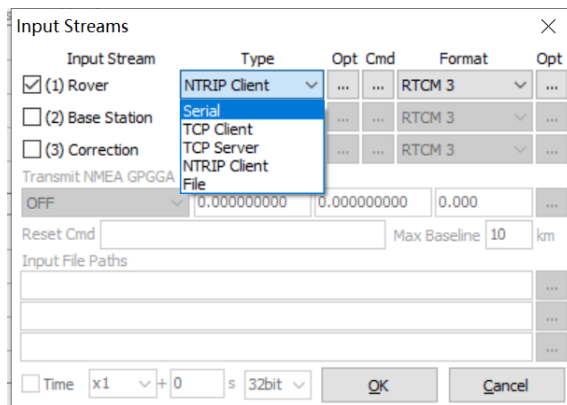 Input Streams
Input Stream Type Opt Cmd Format Opt
(1) Rover NTRIP Client ... ... RTCM 3 ...
(2) Base Station Serial ... ... RTCM 3 ...
TCP Client
(3) Correction TCP Server ... ... RTCM 3 ...
NTRIP Client
Transmit NMEA GPGGA File
OFF 0.000000000 0.000000000 0.000 ...
Reset Cmd Max Baseline 10 km
Input File Paths
...
...
...
Time x1 + 0 s 32bit OK Cancel